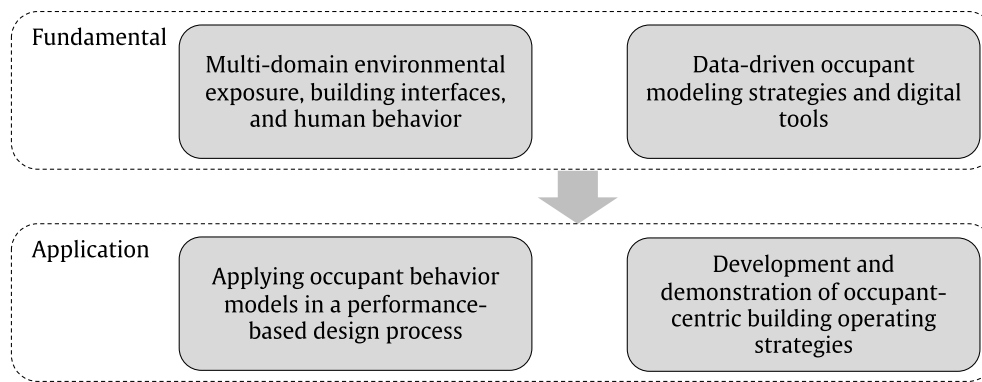 Fundamental
Multi-domain environmental
exposure, building interfaces,
and human behavior
Data-driven occupant
modeling strategies and digital
tools
Application
Applying occupant behavior
models in a performance-
based design process
Development and
demonstration of occupant-
centric building operating
strategies